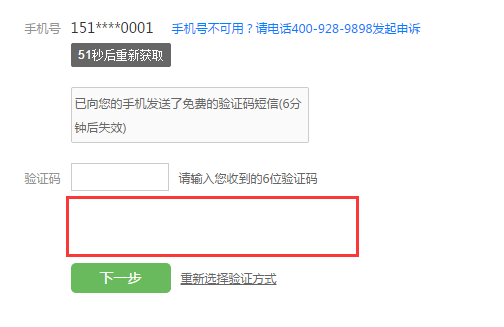 手机号 151****0001 手机号不可用？请电话400-928-9898发起申诉
51秒后重新获取
已向您的手机发送了免费的验证码短信(6分
钟后失效)
验证码 请输入您收到的6位验证码
下一步 重新选择验证方式